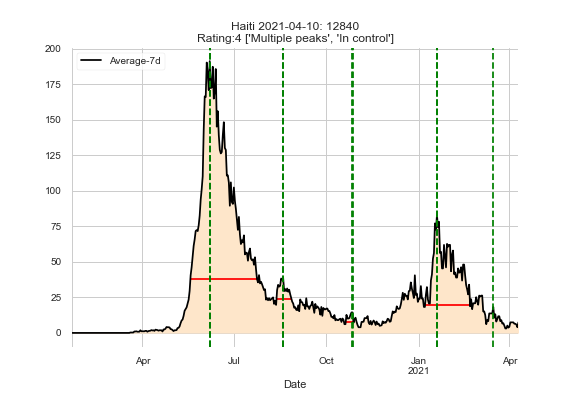 Haiti 2021-04-10: 12840
Rating:4 ['Multiple peaks', 'In control']
Average-7d
200
175
150
125
100
75
50
25
0
Apr
Jul
Oct
Jan
2021
Apr
Date